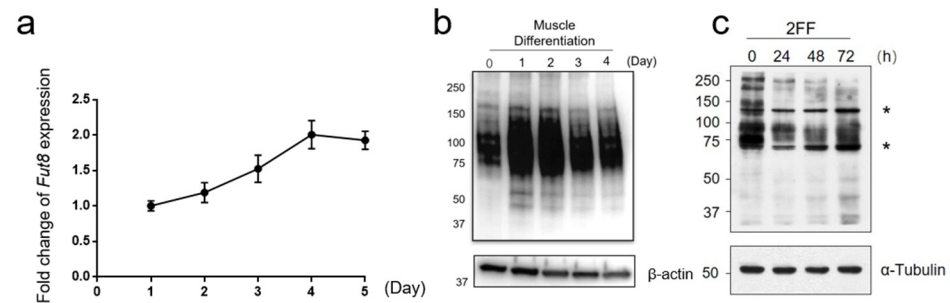 a
Fold change of Fut8 expression
2.5
2.0
1.5
1.0
0.5
0.0
0 1 2 3 4 5 (Day)
b
Muscle
Differentiation
0 1 2 3 4 (Day)
250
150
100
75
50
37
37
β-actin
c
2FF
0 24 48 72 (h)
250
150
100
75
50
37
*
*
50
α-Tubulin